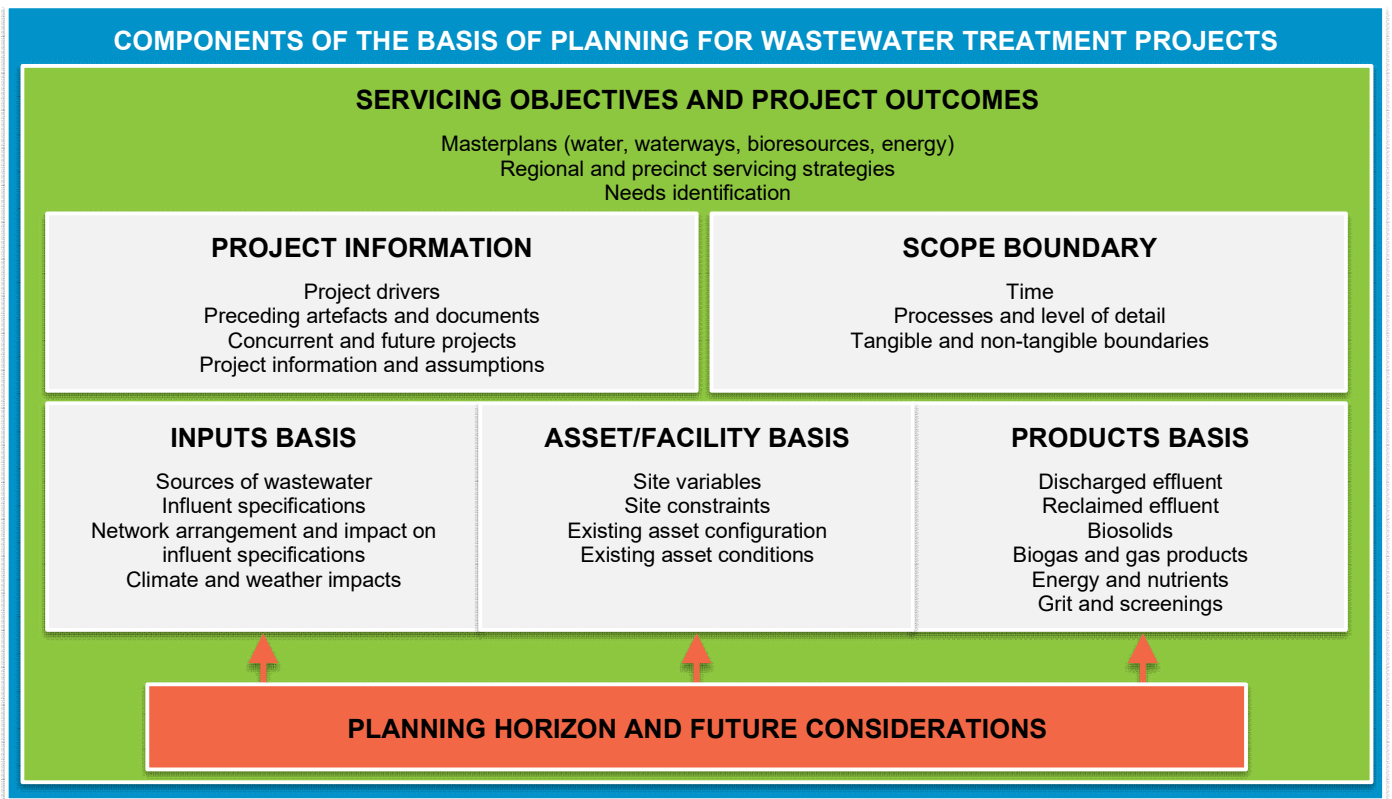 COMPONENTS OF THE BASIS OF PLANNING FOR WASTEWATER TREATMENT PROJECTS
SERVICING OBJECTIVES AND PROJECT OUTCOMES
Masterplans (water, waterways, bioresources, energy)
Regional and precinct servicing strategies
Needs identification
PROJECT INFORMATION
Project drivers
Preceding artefacts and documents
Concurrent and future projects
Project information and assumptions
SCOPE BOUNDARY
Time
Processes and level of detail
Tangible and non-tangible boundaries
INPUTS BASIS
Sources of wastewater
Influent specifications
Network arrangement and impact on
influent specifications
Climate and weather impacts
ASSET/FACILITY BASIS
Site variables
Site constraints
Existing asset configuration
Existing asset conditions
PRODUCTS BASIS
Discharged effluent
Reclaimed effluent
Biosolids
Biogas and gas products
Energy and nutrients
Grit and screenings
PLANNING HORIZON AND FUTURE CONSIDERATIONS